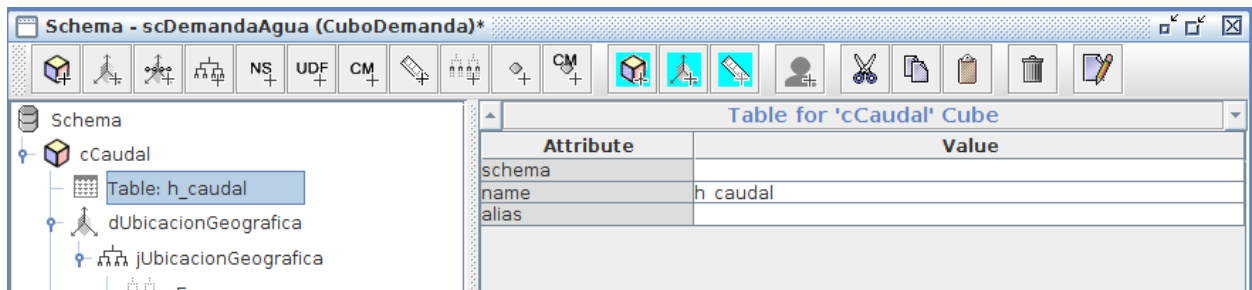 Schema - scDemandaAgua (CuboDemanda)*
NS UDF CM CM
Schema
cCaudal
Table: h_caudal
dUbicacionGeografica
jUbicacionGeografica
Table for 'cCaudal' Cube
Attribute Value
schema
name h_caudal
alias